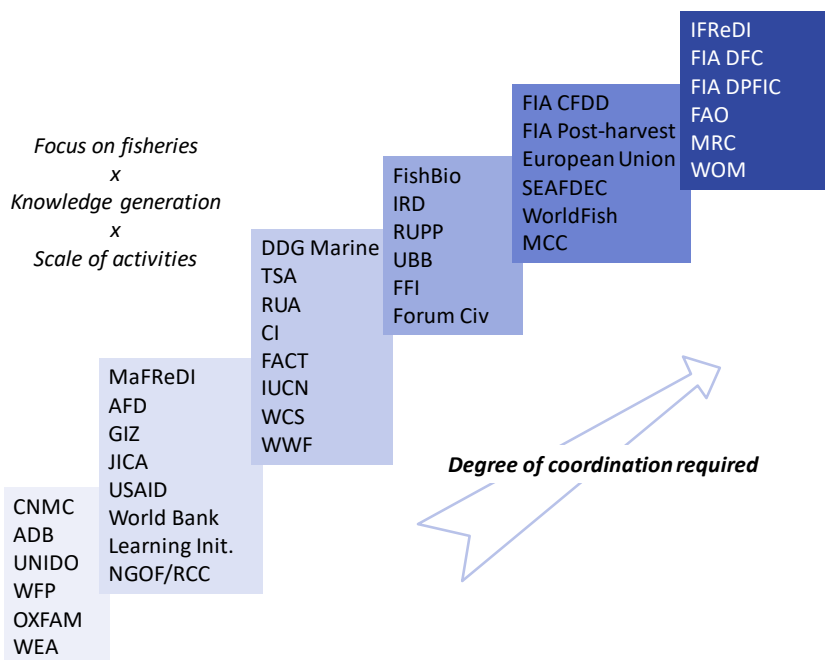 Focus on fisheries
x
Knowledge generation
x
Scale of activities
CNMC
ADB
UNIDO
WFP
OXFAM
WEA
MaFReDI
AFD
GIZ
JICA
USAID
World Bank
Learning Init.
NGOF/RCC
DDG Marine
TSA
RUA
CI
FACT
IUCN
WCS
WWF
FishBio
IRD
RUPP
UBB
FFI
Forum Civ
FIA CFDD
FIA Post-harvest
European Union
SEAFDEC
WorldFish
MCC
IFReDI
FIA DFC
FIA DPFIC
FAO
MRC
WOM
Degree of coordination required